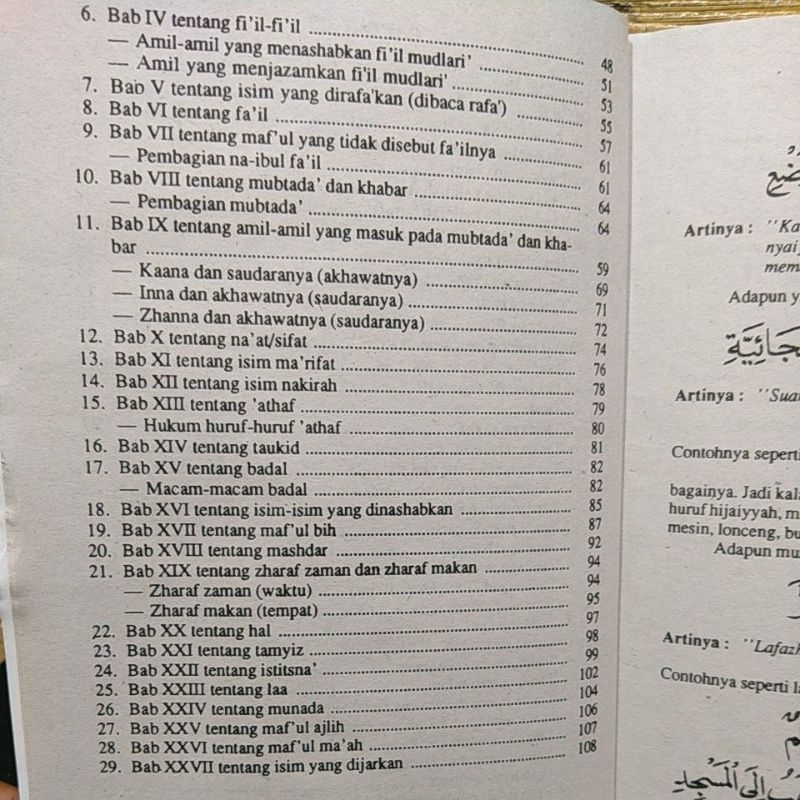 6. Bab IV tentang fi'il-fi'il ........ 48
— Amil-amil yang menashabkan fi'il mudlari' ........ 51
— Amil yang menjazamkan fi'il mudlari' ........ 53
7. Bab V tentang isim yang dirafa'kan (dibaca rafa') ........ 55
8. Bab VI tentang fa'il ........ 57
9. Bab VII tentang maf'ul yang tidak disebut fa'ilnya ........ 61
— Pembagian na-ibul fa'il ........ 61
10. Bab VIII tentang mubtada' dan khabar ........ 64
— Pembagian mubtada' ........ 64
11. Bab IX tentang amil-amil yang masuk pada mubtada' dan kha-
bar ........ 59
— Kaana dan saudaranya (akhawatnya) ........ 69
— Inna dan akhawatnya (saudaranya) ........ 71
— Zhanna dan akhawatnya (saudaranya) ........ 72
12. Bab X tentang na'at/sifat ........ 74
13. Bab XI tentang isim ma'rifat ........ 76
14. Bab XII tentang isim nakirah ........ 78
15. Bab XIII tentang 'athaf ........ 79
— Hukum huruf-huruf 'athaf ........ 80
16. Bab XIV tentang taukid ........ 81
17. Bab XV tentang badal ........ 82
— Macam-macam badal ........ 82
18. Bab XVI tentang isim-isim yang dinashabkan ........ 85
19. Bab XVII tentang maf'ul bih ........ 87
20. Bab XVIII tentang mashdar ........ 92
21. Bab XIX tentang zharaf zaman dan zharaf makan ........ 94
— Zharaf zaman (waktu) ........ 94
— Zharaf makan (tempat) ........ 95
22. Bab XX tentang hal ........ 97
23. Bab XXI tentang tamyiz ........ 98
24. Bab XXII tentang istitsna' ........ 99
25. Bab XXIII tentang laa ........ 102
26. Bab XXIV tentang munada ........ 104
27. Bab XXV tentang maf'ul ajlih ........ 106
28. Bab XXVI tentang maf'ul ma'ah ........ 107
29. Bab XXVII tentang isim yang dijarkan ........ 108
Artinya : "Ka
nyai
mem
Adapun y
Artinya : "Sua
Contohnya seperti
bagainya. Jadi kal
huruf hijaiyyah, m
mesin, lonceng, bu
Adapun mu
Artinya : "Lafazh
Contohnya seperti la
إِلَى الْمَسْجِدِ